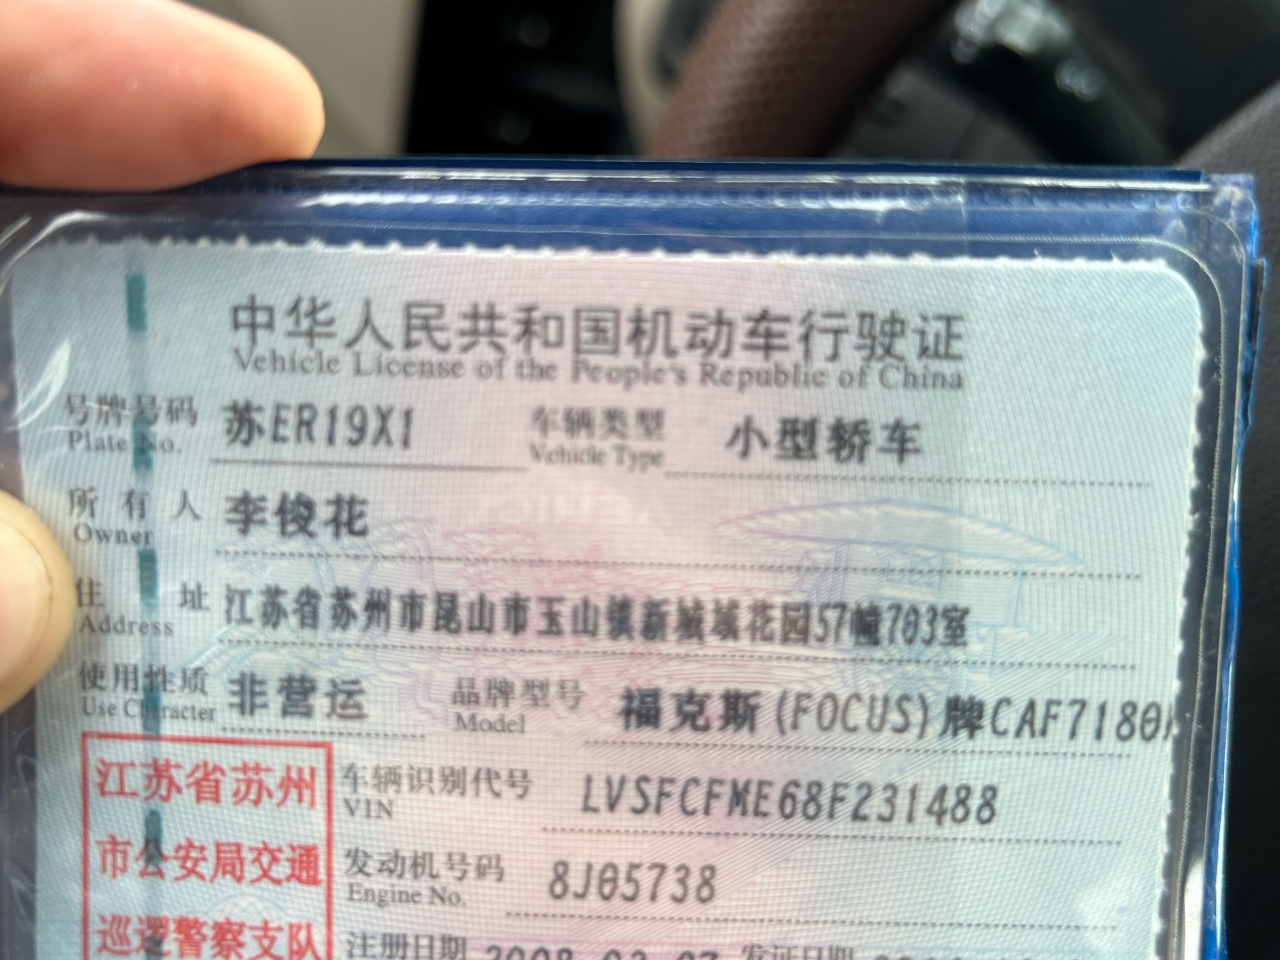 中华人民共和国机动车行驶证
Vehicle License of the People's Republic of China
号牌号码 苏ER19X1 车辆类型 小型轿车
Plate No. Vehicle Type
所有人 李俊花
Owner
住址 江苏省苏州市昆山市玉山镇新城域花园57幢703室
Address
使用性质 非营运 品牌型号 福克斯(FOCUS)牌CAF7180
Use Character Model
江苏省苏州 车辆识别代号 LVSFCFME68F231488
VIN
市公安局交通 发动机号码 8J05738
Engine No.
巡逻警察支队 注册日期 发证日期